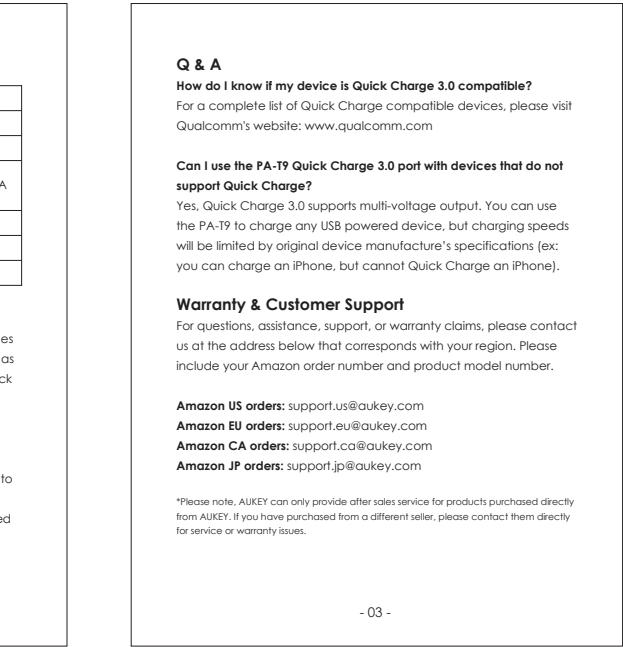 A
es
as
ck
to
ed
Q & A
How do I know if my device is Quick Charge 3.0 compatible?
For a complete list of Quick Charge compatible devices, please visit
Qualcomm's website: www.qualcomm.com
Can I use the PA-T9 Quick Charge 3.0 port with devices that do not
support Quick Charge?
Yes, Quick Charge 3.0 supports multi-voltage output. You can use
the PA-T9 to charge any USB powered device, but charging speeds
will be limited by original device manufacture's specifications (ex:
you can charge an iPhone, but cannot Quick Charge an iPhone).
Warranty & Customer Support
For questions, assistance, support, or warranty claims, please contact
us at the address below that corresponds with your region. Please
include your Amazon order number and product model number.
Amazon US orders: support.us@aukey.com
Amazon EU orders: support.eu@aukey.com
Amazon CA orders: support.ca@aukey.com
Amazon JP orders: support.jp@aukey.com
*Please note, AUKEY can only provide after sales service for products purchased directly
from AUKEY. If you have purchased from a different seller, please contact them directly
for service or warranty issues.
- 03 -